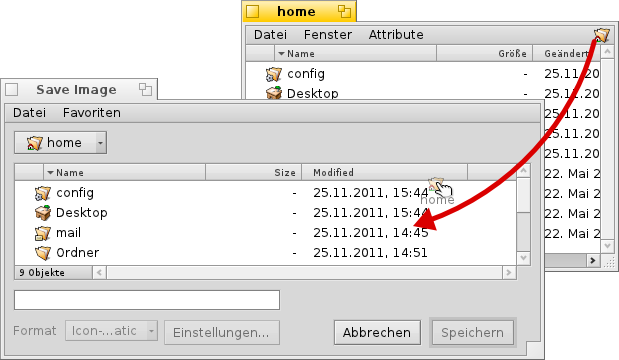 home
Datei Fenster Attribute
Name Größe Geändert
config - 25.11.20
Desktop - 25.11.20
25.11.20
25.11.20
25.11.20
22. Mai 2
22. Mai 2
22. Mai 2
Save Image
Datei Favoriten
home
Name Size Modified
config - 25.11.2011, 15:44
Desktop - 25.11.2011, 15:44
mail - 25.11.2011, 14:45
Ordner - 25.11.2011, 14:51
home
9 Objekte
Format Icon-...atic Einstellungen... Abbrechen Speichern